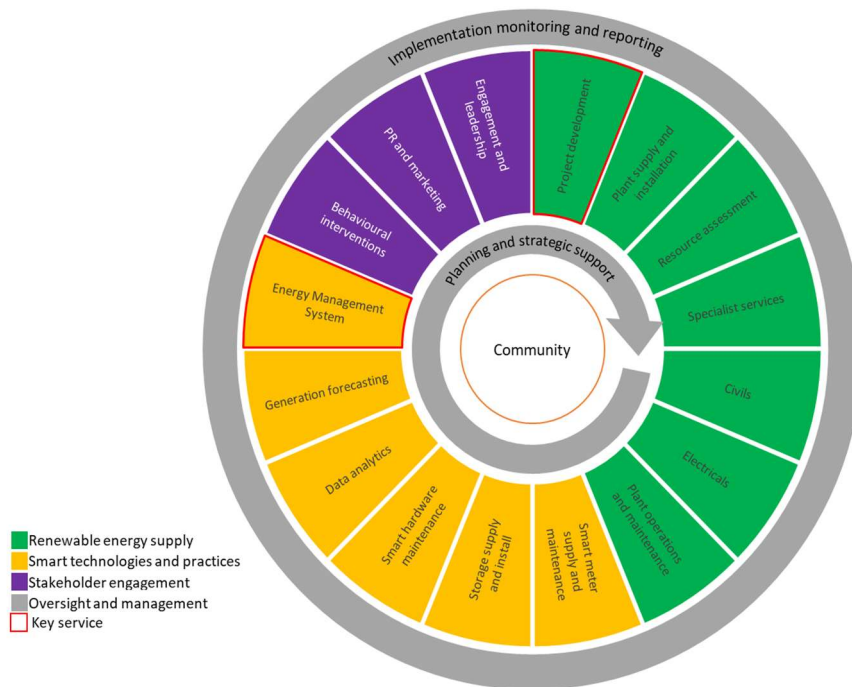 Implementation monitoring and reporting
Engagement and
leadership
Project development
PR and marketing
Plant supply and
installation
Behavioural
interventions
Resource assessment
Planning and strategic support
Energy Management
System
Specialist services
Community
Generation forecasting
Civils
Data analytics
Electricals
Smart hardware
maintenance
Storage supply
and install
Smart meter
supply and
maintenance
Plant operations
and maintenance
Renewable energy supply
Smart technologies and practices
Stakeholder engagement
Oversight and management
Key service